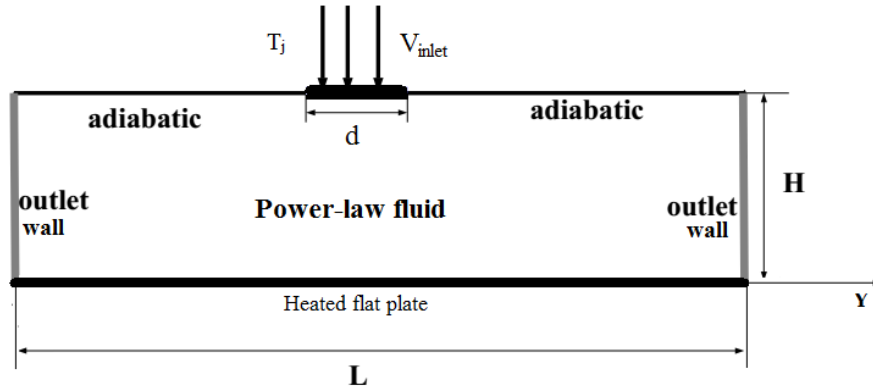 Tj
Vinlet
adiabatic
adiabatic
d
H
outlet
wall
Power-law fluid
outlet
wall
Heated flat plate
Y
L